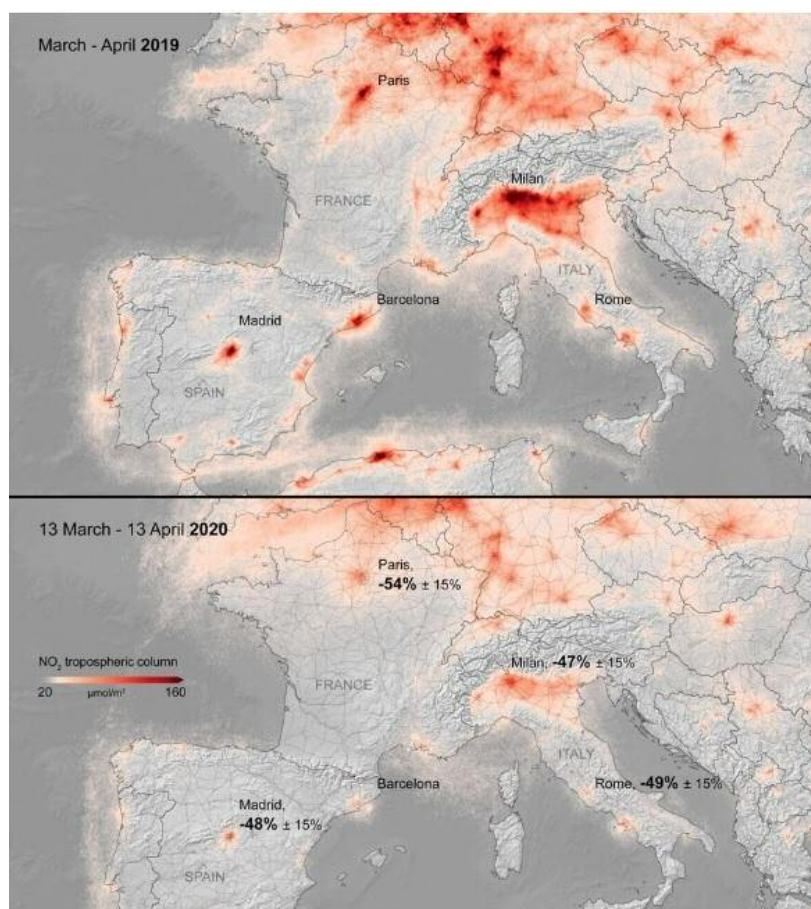 March - April 2019
Paris
Milan
FRANCE
ITALY
Barcelona
Rome
Madrid
SPAIN
13 March - 13 April 2020
Paris,
-54% ± 15%
NO₂ tropospheric column
20 µmol/m² 160
Milan, -47% ± 15%
FRANCE
ITALY
Barcelona
Rome, -49% ± 15%
Madrid,
-48% ± 15%
SPAIN